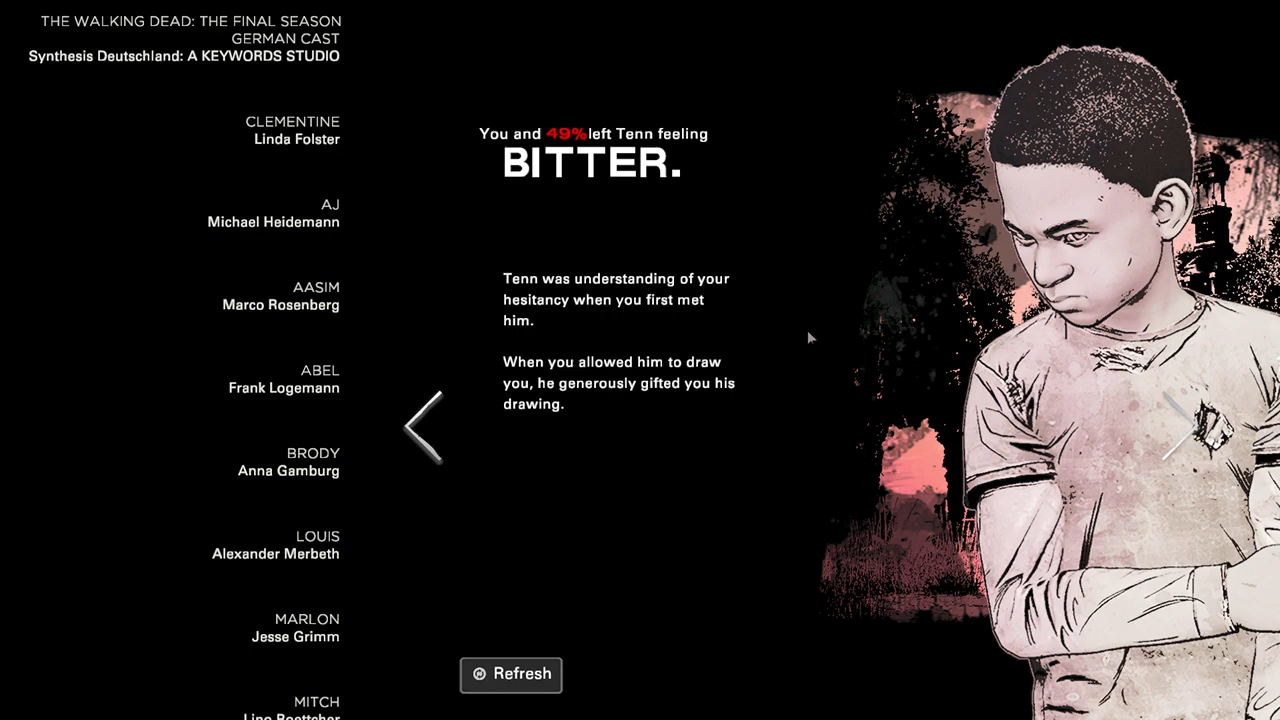 THE WALKING DEAD: THE FINAL SEASON
GERMAN CAST
Synthesis Deutschland: A KEYWORDS STUDIO
CLEMENTINE
Linda Folster
AJ
Michael Heidemann
AASIM
Marco Rosenberg
ABEL
Frank Logemann
BRODY
Anna Gamburg
LOUIS
Alexander Merbeth
MARLON
Jesse Grimm
MITCH
You and 49%left Tenn feeling
BITTER.
Tenn was understanding of your
hesitancy when you first met
him.
When you allowed him to draw
you, he generously gifted you his
drawing.
Refresh